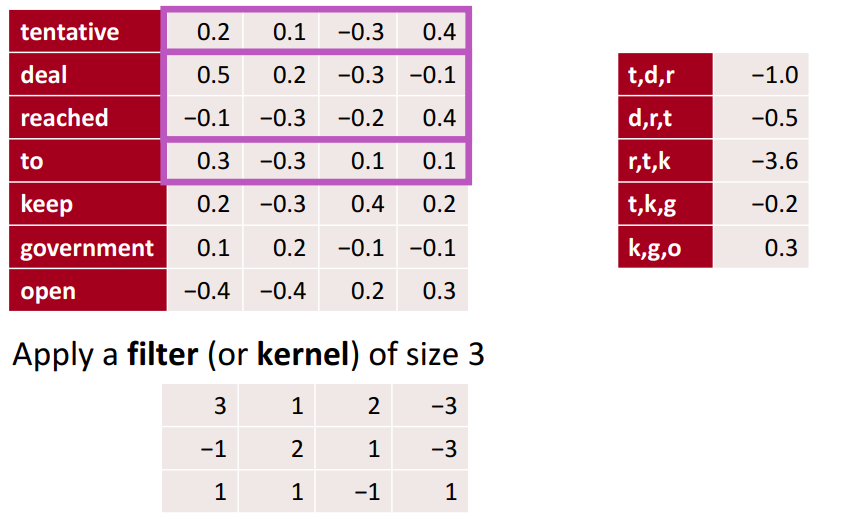 tentative 0.2 0.1 −0.3 0.4
deal 0.5 0.2 −0.3 −0.1
reached −0.1 −0.3 −0.2 0.4
to 0.3 −0.3 0.1 0.1
keep 0.2 −0.3 0.4 0.2
government 0.1 0.2 −0.1 −0.1
open −0.4 −0.4 0.2 0.3
t,d,r −1.0
d,r,t −0.5
r,t,k −3.6
t,k,g −0.2
k,g,o 0.3
Apply a filter (or kernel) of size 3
3 1 2 −3
−1 2 1 −3
1 1 −1 1